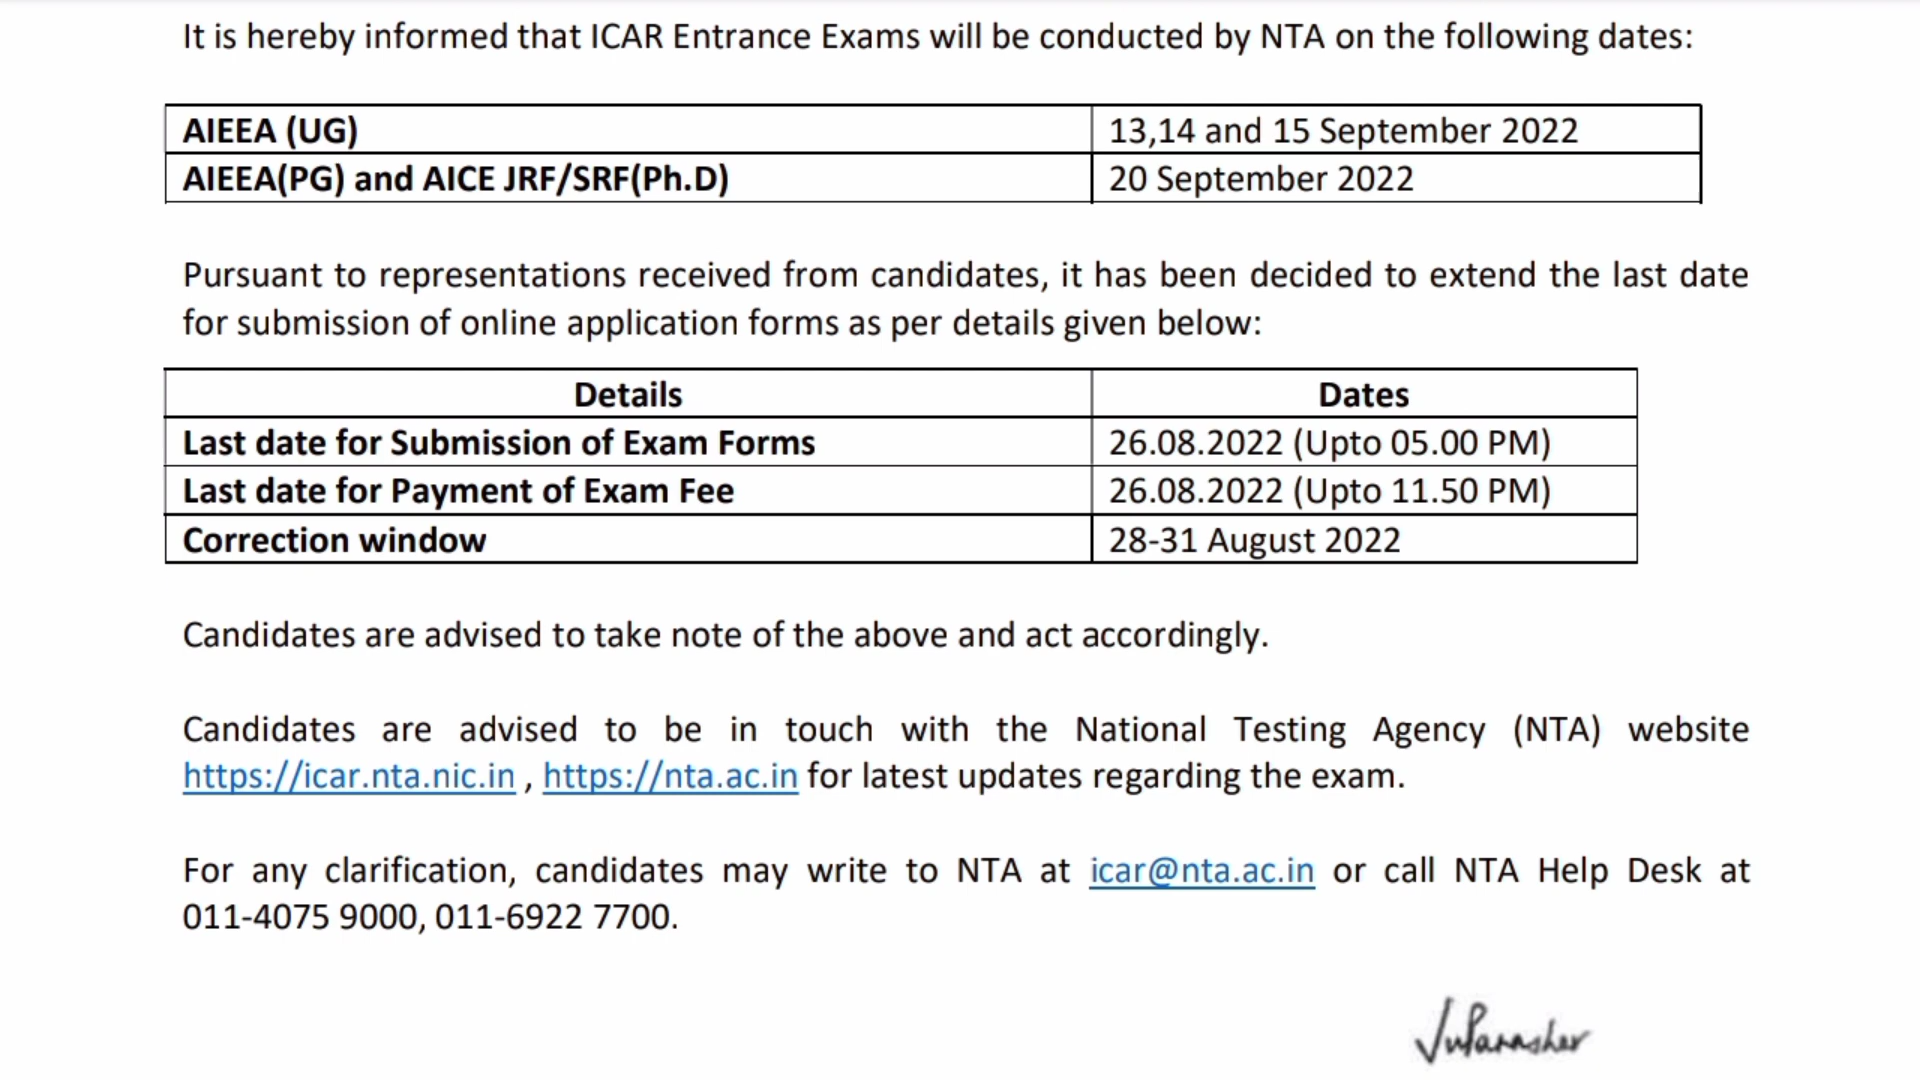 It is hereby informed that ICAR Entrance Exams will be conducted by NTA on the following dates:
AIEEA (UG) 13,14 and 15 September 2022
AIEEA(PG) and AICE JRF/SRF(Ph.D) 20 September 2022
Pursuant to representations received from candidates, it has been decided to extend the last date
for submission of online application forms as per details given below:
Details Dates
Last date for Submission of Exam Forms 26.08.2022 (Upto 05.00 PM)
Last date for Payment of Exam Fee 26.08.2022 (Upto 11.50 PM)
Correction window 28-31 August 2022
Candidates are advised to take note of the above and act accordingly.
Candidates are advised to be in touch with the National Testing Agency (NTA) website
https://icar.nta.nic.in , https://nta.ac.in for latest updates regarding the exam.
For any clarification, candidates may write to NTA at icar@nta.ac.in or call NTA Help Desk at
011-4075 9000, 011-6922 7700.